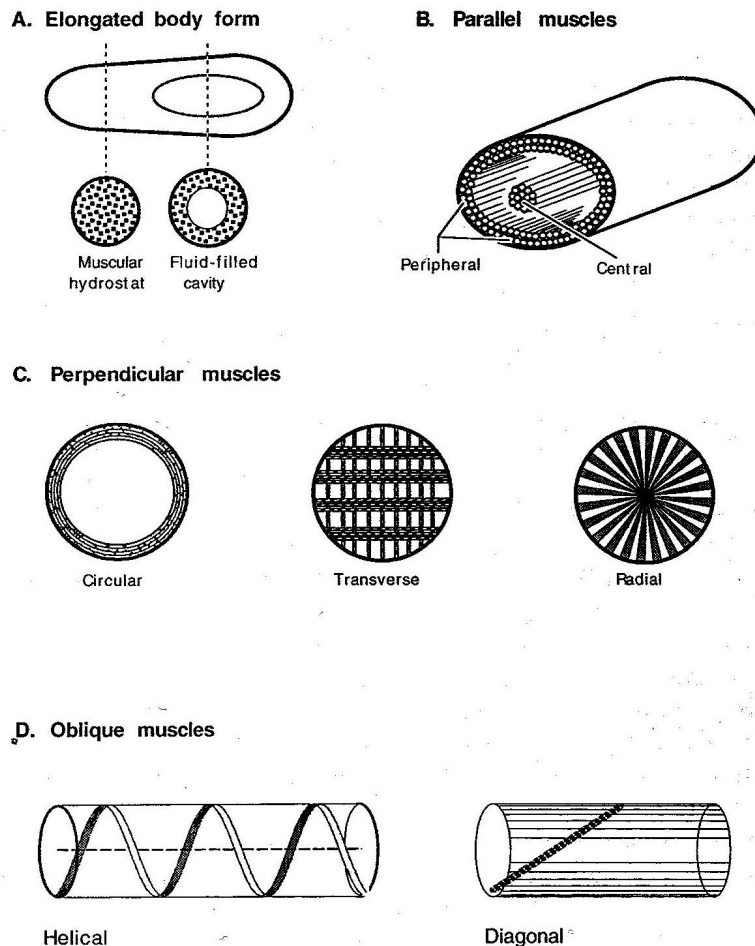 A. Elongated body form
B. Parallel muscles
Muscular
hydrostat
Fluid-filled
cavity
Peripheral
Central
C. Perpendicular muscles
Circular
Transverse
Radial
D. Oblique muscles
Helical
Diagonal